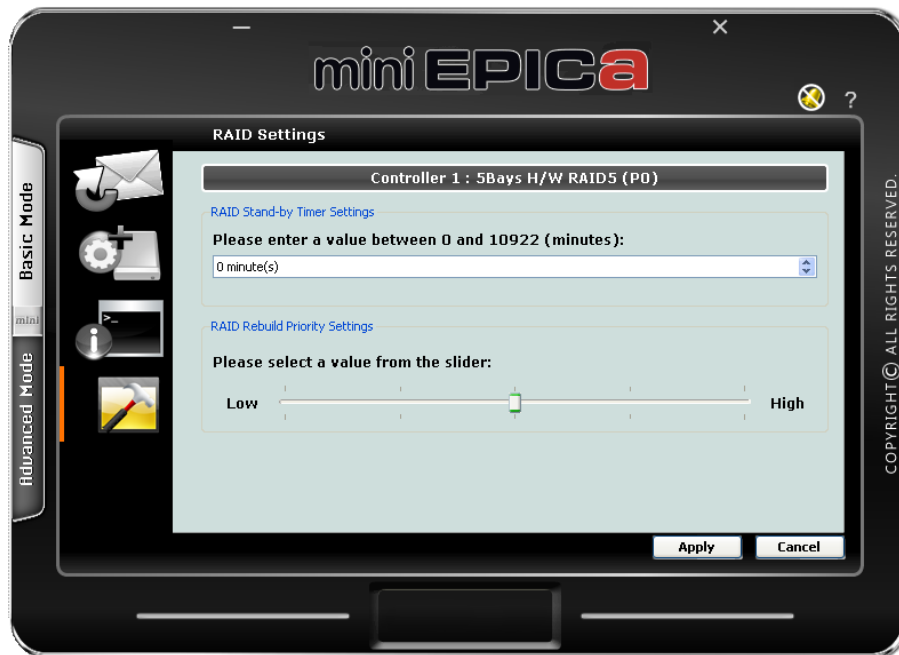 mini EPICa
?
RAID Settings
Controller 1 : 5Bays H/W RAID5 (P0)
RAID Stand-by Timer Settings
Please enter a value between 0 and 10922 (minutes):
0 minute(s)
RAID Rebuild Priority Settings
Please select a value from the slider:
Low
High
Apply
Cancel
Basic Mode
mini
Advanced Mode
>_
i
COPYRIGHT © ALL RIGHTS RESERVED.